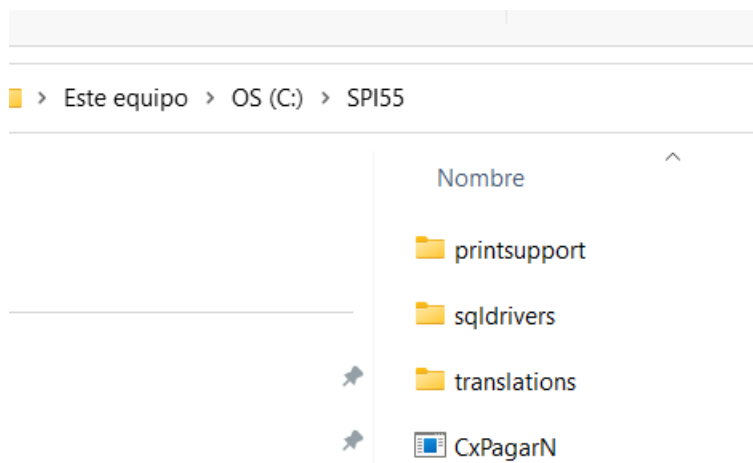 Este equipo > OS (C:) > SPI55
Nombre
printsupport
sqldrivers
translations
CxPagarN